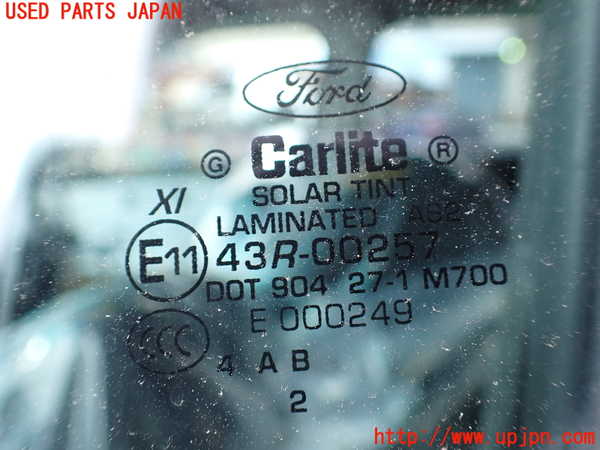 USED PARTS JAPAN
Ford
G Carlite R
SOLAR TINT
XI
LAMINATED AS2
E11 43R-00257
DOT 904 27-1 M700
E 000249
CCC
4 A B
2
http://www.upjpn.com/